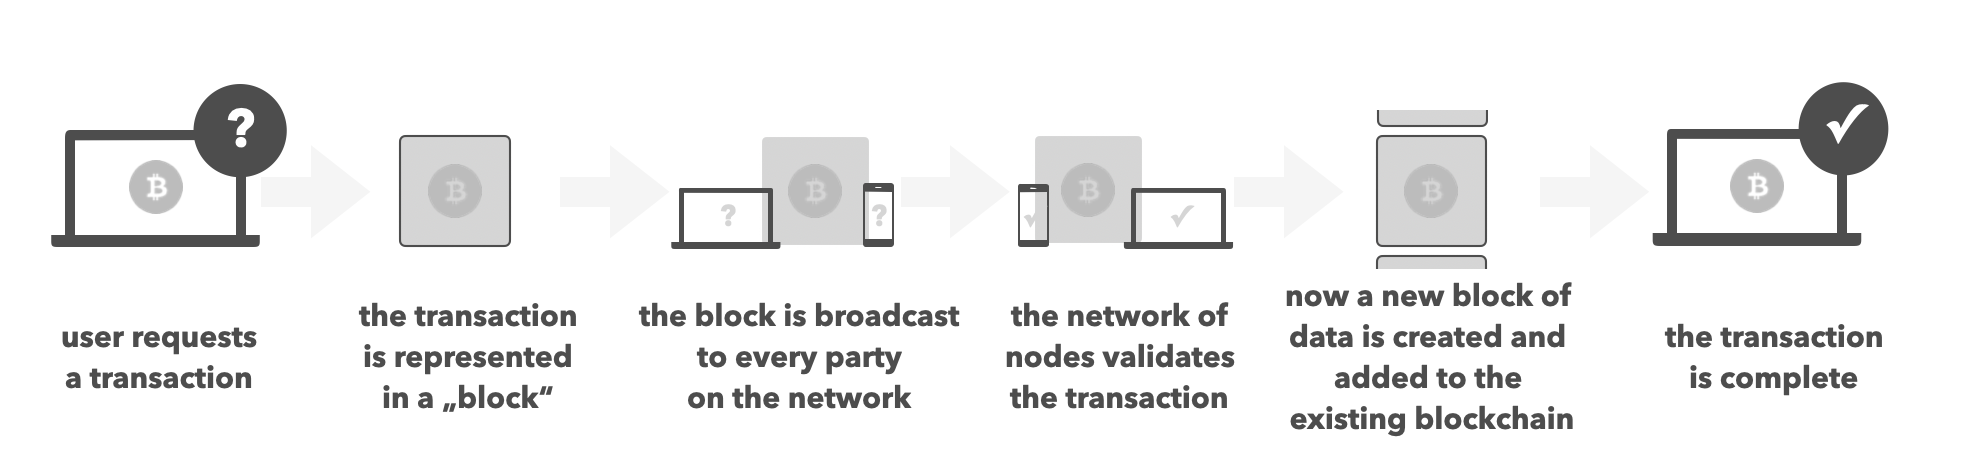 user requests
a transaction
the transaction
is represented
in a „block“
the block is broadcast
to every party
on the network
the network of
nodes validates
the transaction
now a new block of
data is created and
added to the
existing blockchain
the transaction
is complete